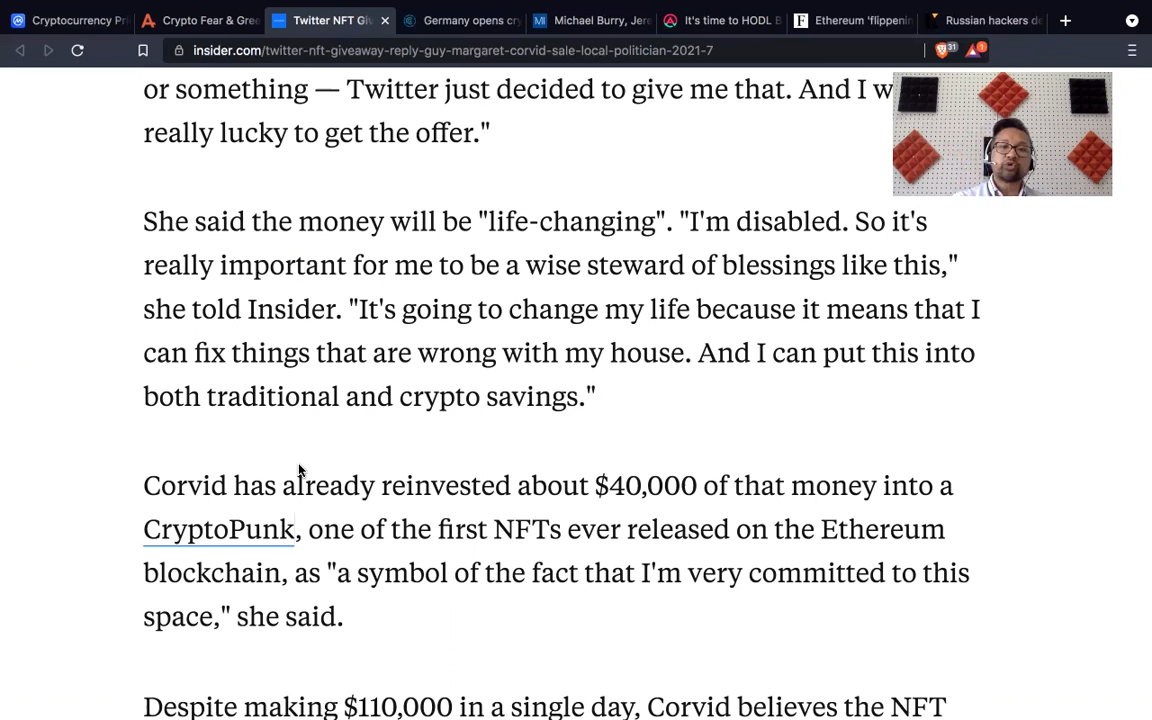 Cryptocurrency Pri
Crypto Fear & Gree
Twitter NFT Giv
Germany opens cry
Michael Burry, Jere
It's time to HODL B
Ethereum 'flippenin
Russian hackers de
insider.com/twitter-nft-giveaway-reply-guy-margaret-corvid-sale-local-politician-2021-7
31
1
or something — Twitter just decided to give me that. And I w
really lucky to get the offer."
She said the money will be "life-changing". "I'm disabled. So it's
really important for me to be a wise steward of blessings like this,"
she told Insider. "It's going to change my life because it means that I
can fix things that are wrong with my house. And I can put this into
both traditional and crypto savings."
Corvid has already reinvested about $40,000 of that money into a
CryptoPunk, one of the first NFTs ever released on the Ethereum
blockchain, as "a symbol of the fact that I'm very committed to this
space," she said.
Despite making $110,000 in a single day, Corvid believes the NFT